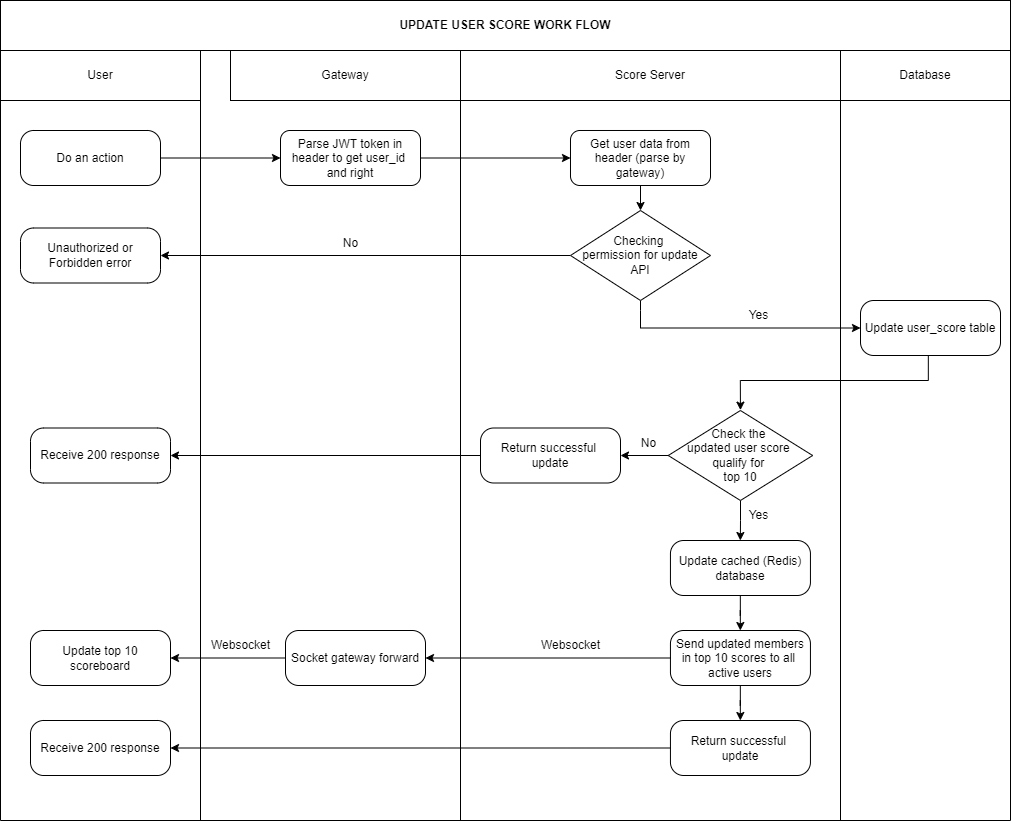 UPDATE USER SCORE WORK FLOW
User
Gateway
Score Server
Database
Do an action
Parse JWT token in
header to get user_id
and right
Get user data from
header (parse by
gateway)
Unauthorized or
Forbidden error
No
Checking
permission for update
API
Yes
Update user_score table
Receive 200 response
Return successful
update
No
Check the
updated user score
qualify for
top 10
Yes
Update cached (Redis)
database
Update top 10
scoreboard
Websocket
Socket gateway forward
Websocket
Send updated members
in top 10 scores to all
active users
Receive 200 response
Return successful
update